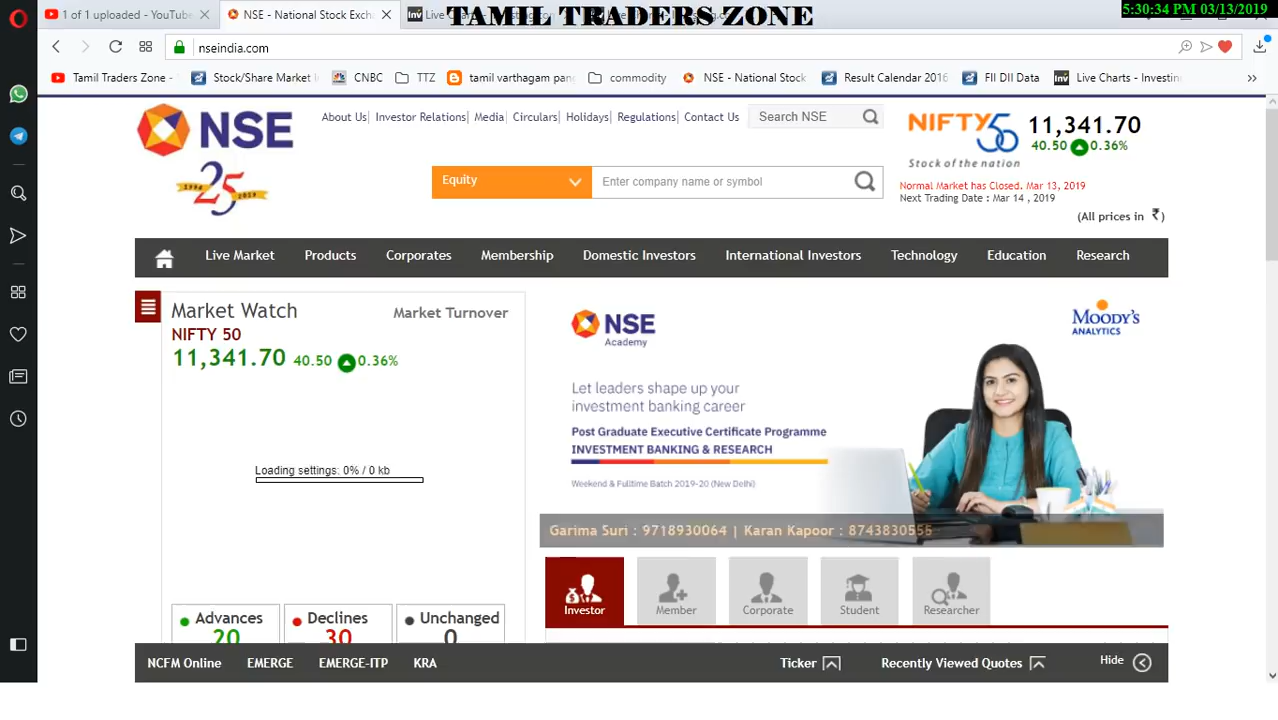 1 of 1 uploaded - YouTube
NSE - National Stock Exch
Live Charts - Investing.com
TAMIL TRADERS ZONE
5:30:34 PM 03/13/2019
nseindia.com
Tamil Traders Zone -
Stock/Share Market I
CNBC
TTZ
tamil varthagam pan
commodity
NSE - National Stock
Result Calendar 2016
FII DII Data
Inv
Live Charts - Investin
NSE
1994 25 2019
About Us| Investor Relations| Media| Circulars| Holidays| Regulations| Contact Us
Search NSE
NIFTY 50
Stock of the nation
11,341.70
40.50 0.36%
Equity
Enter company name or symbol
Normal Market has Closed. Mar 13, 2019
Next Trading Date : Mar 14 , 2019
(All prices in ₹)
Live Market
Products
Corporates
Membership
Domestic Investors
International Investors
Technology
Education
Research
Market Watch
Market Turnover
NIFTY 50
11,341.70 40.50 0.36%
Loading settings: 0% / 0 kb
Advances
20
Declines
30
Unchanged
0
NSE
Academy
MOODY'S
ANALYTICS
Let leaders shape up your
investment banking career
Post Graduate Executive Certificate Programme
INVESTMENT BANKING & RESEARCH
Weekend & Fulltime Batch 2019-20 (New Delhi)
Garima Suri : 9718930064 | Karan Kapoor : 8743830555
Investor
Member
Corporate
Student
Researcher
NCFM Online
EMERGE
EMERGE-ITP
KRA
Ticker
Recently Viewed Quotes
Hide